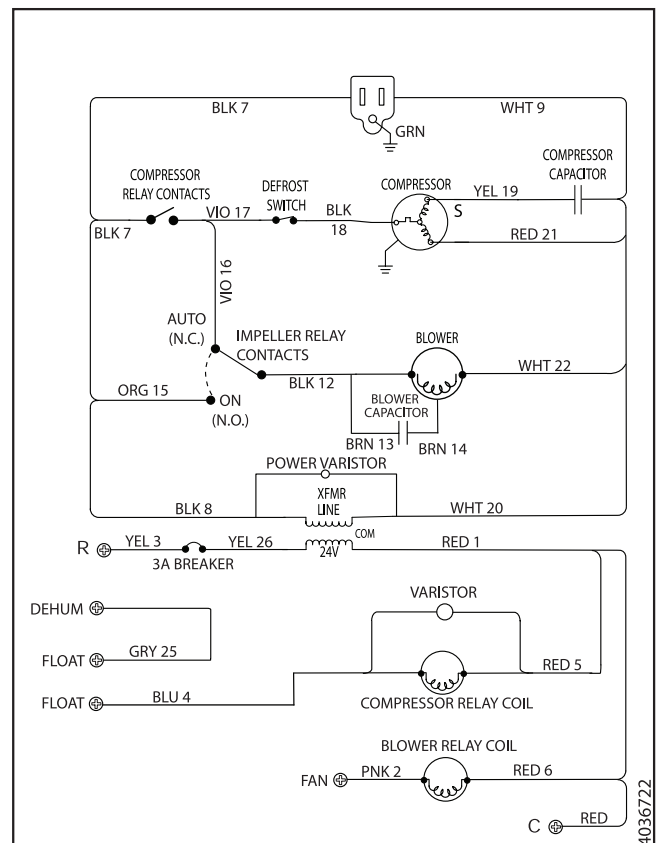 BLK 7
WHT 9
GRN
COMPRESSOR
RELAY CONTACTS
DEFROST
SWITCH
COMPRESSOR
COMPRESSOR
CAPACITOR
YEL 19
S
BLK 7
VIO 17
BLK
18
RED 21
VIO 16
AUTO
(N.C.)
IMPELLER RELAY
CONTACTS
BLOWER
BLK 12
WHT 22
ORG 15
ON
(N.O.)
BLOWER
CAPACITOR
BRN 13
BRN 14
POWER VARISTOR
XFMR
LINE
BLK 8
WHT 20
COM
R
YEL 3
YEL 26
24V
RED 1
3A BREAKER
DEHUM
VARISTOR
GRY 25
FLOAT
RED 5
FLOAT
BLU 4
COMPRESSOR RELAY COIL
BLOWER RELAY COIL
FAN
PNK 2
RED 6
C
RED
4036722